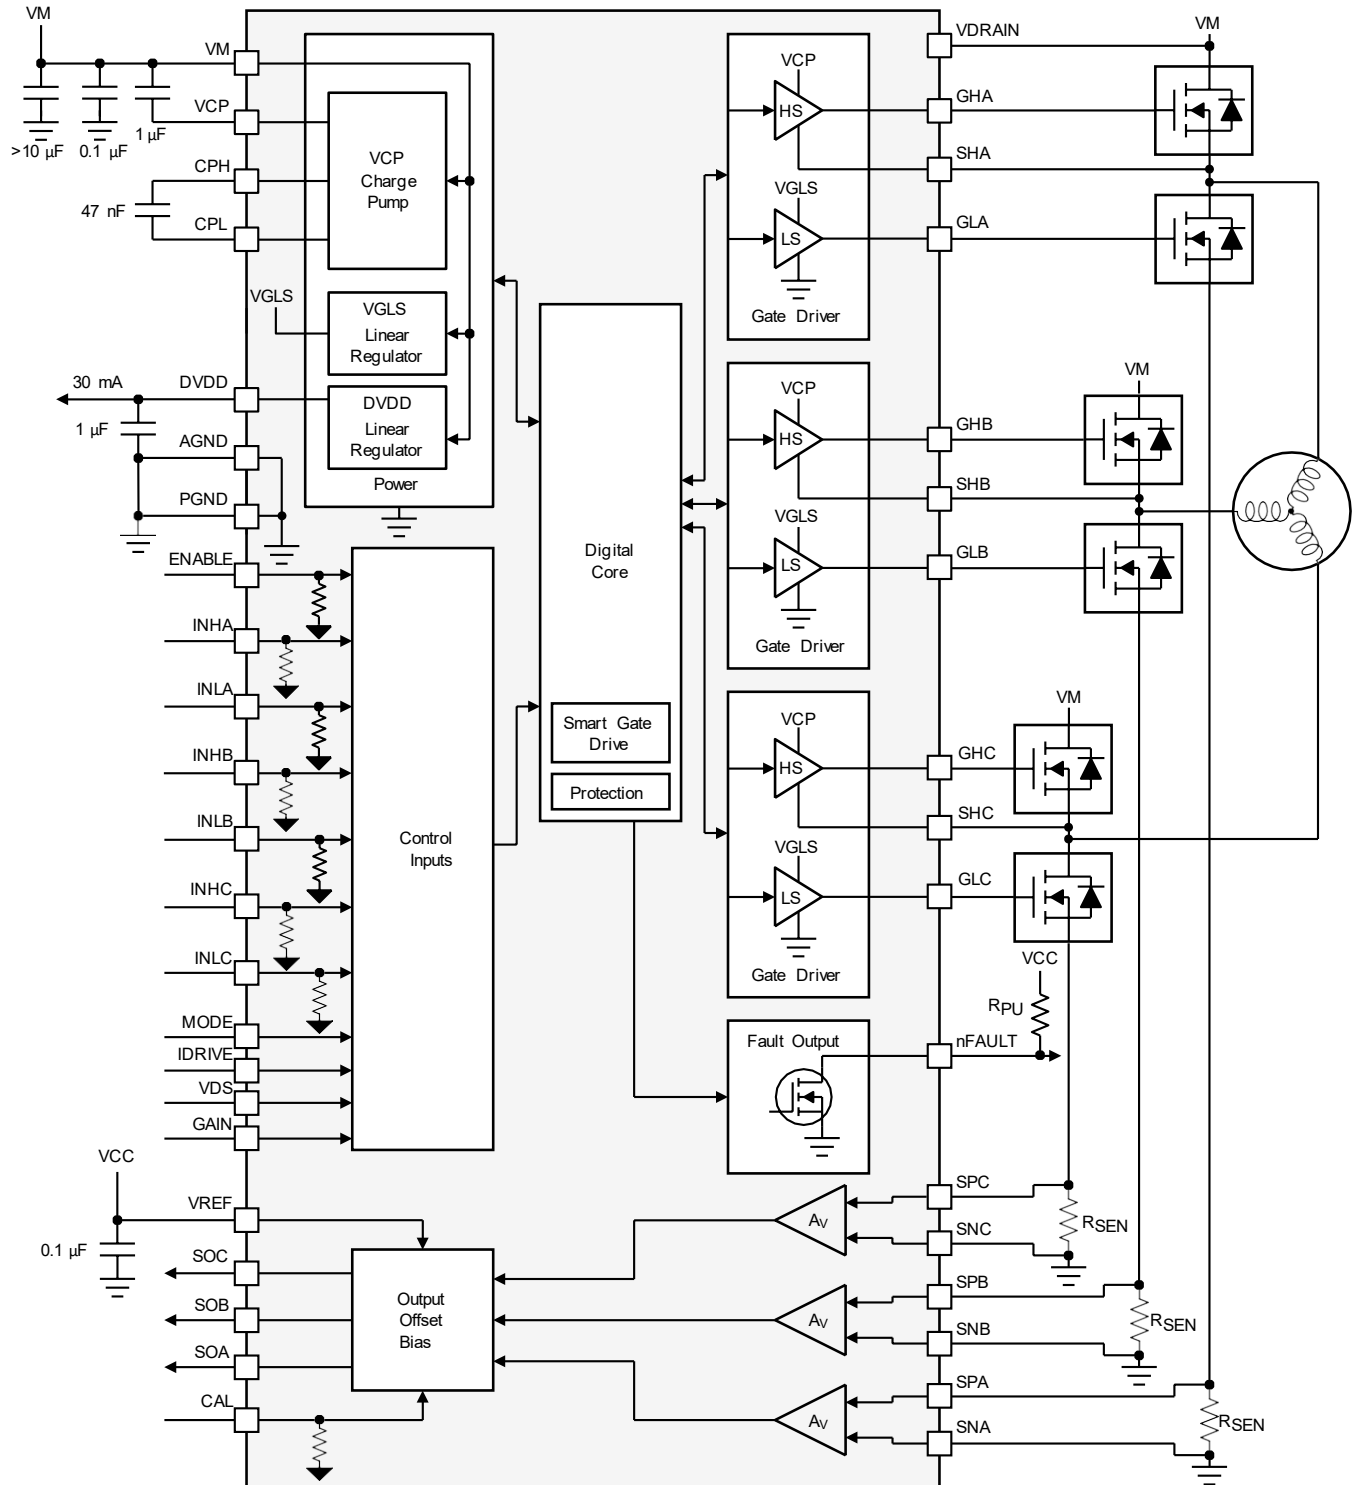 VM
VM
VCP
>10 µF
0.1 µF
1 µF
CPH
47 nF
CPL
VCP
Charge
Pump
VGLS
VGLS
Linear
Regulator
30 mA
DVDD
1 µF
DVDD
Linear
Regulator
AGND
PGND
Power
ENABLE
INHA
INLA
INHB
INLB
INHC
INLC
MODE
IDRIVE
VDS
GAIN
Control
Inputs
Digital
Core
Smart Gate
Drive
Protection
VCP
HS
VGLS
LS
Gate Driver
VCP
HS
VGLS
LS
Gate Driver
VCP
HS
VGLS
LS
Gate Driver
Fault Output
VDRAIN
VM
GHA
SHA
GLA
VM
GHB
SHB
GLB
VM
GHC
SHC
GLC
VCC
RPU
nFAULT
VCC
VREF
0.1 µF
SOC
SOB
SOA
CAL
Output
Offset
Bias
AV
AV
AV
SPC
SNC
RSEN
SPB
SNB
RSEN
SPA
SNA
RSEN